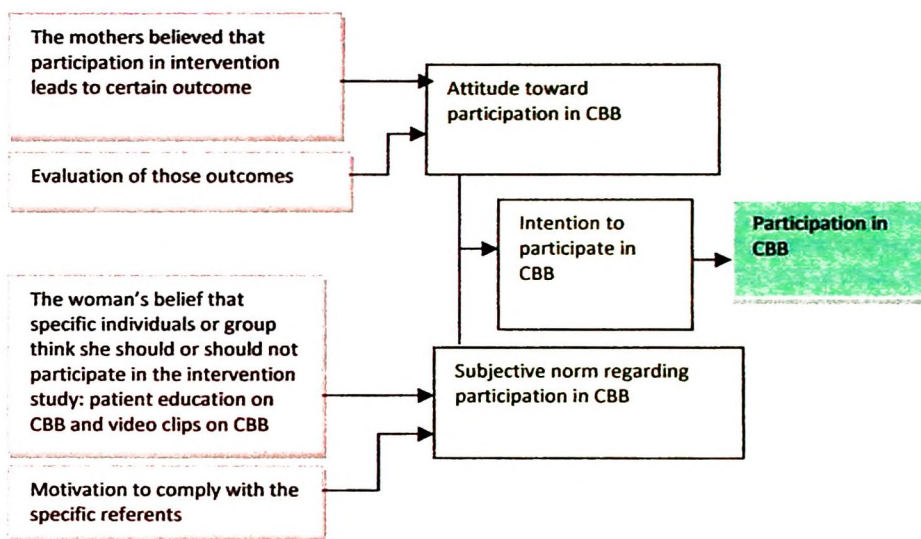 The mothers believed that
participation in intervention
leads to certain outcome
Evaluation of those outcomes
Attitude toward
participation in CBB
Intention to
participate in
CBB
Participation in
CBB
The woman's belief that
specific individuals or group
think she should or should not
participate in the intervention
study: patient education on
CBB and video clips on CBB
Motivation to comply with the
specific referents
Subjective norm regarding
participation in CBB